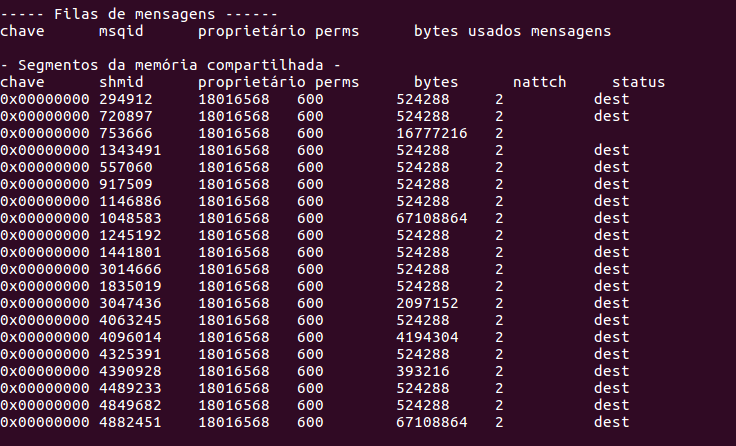 ----- Filas de mensagens ------
chave      msqid      proprietário perms      bytes usados mensagens
- Segmentos da memória compartilhada -
chave      shmid      proprietário perms      bytes      nattch     status
0x00000000 294912     18016568   600        524288     2          dest
0x00000000 720897     18016568   600        524288     2          dest
0x00000000 753666     18016568   600        16777216   2
0x00000000 1343491    18016568   600        524288     2          dest
0x00000000 557060     18016568   600        524288     2          dest
0x00000000 917509     18016568   600        524288     2          dest
0x00000000 1146886    18016568   600        524288     2          dest
0x00000000 1048583    18016568   600        67108864   2          dest
0x00000000 1245192    18016568   600        524288     2          dest
0x00000000 1441801    18016568   600        524288     2          dest
0x00000000 3014666    18016568   600        524288     2          dest
0x00000000 1835019    18016568   600        524288     2          dest
0x00000000 3047436    18016568   600        2097152    2          dest
0x00000000 4063245    18016568   600        524288     2          dest
0x00000000 4096014    18016568   600        4194304    2          dest
0x00000000 4325391    18016568   600        524288     2          dest
0x00000000 4390928    18016568   600        393216     2          dest
0x00000000 4489233    18016568   600        524288     2          dest
0x00000000 4849682    18016568   600        524288     2          dest
0x00000000 4882451    18016568   600        67108864   2          dest